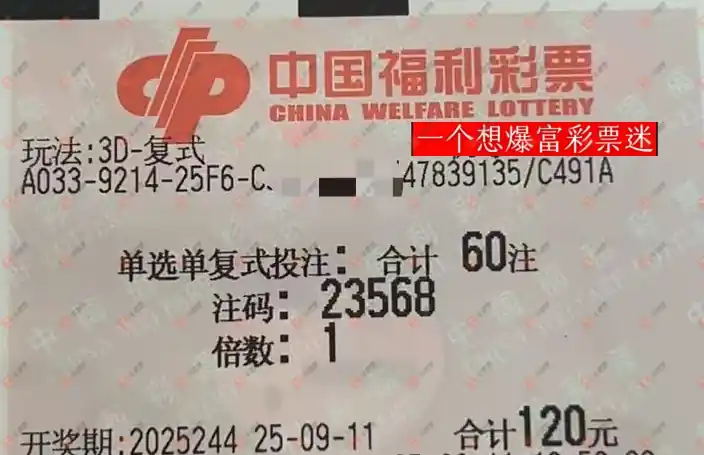 中国福利彩票
CHINA WELFARE LOTTERY
一个想爆富彩票迷
玩法:3D-复式
A033-9214-25F6-C 47839135/C491A
单选单复式投注: 合计 60注
注码: 23568
倍数: 1
开奖期:2025244 25-09-11 合计120元